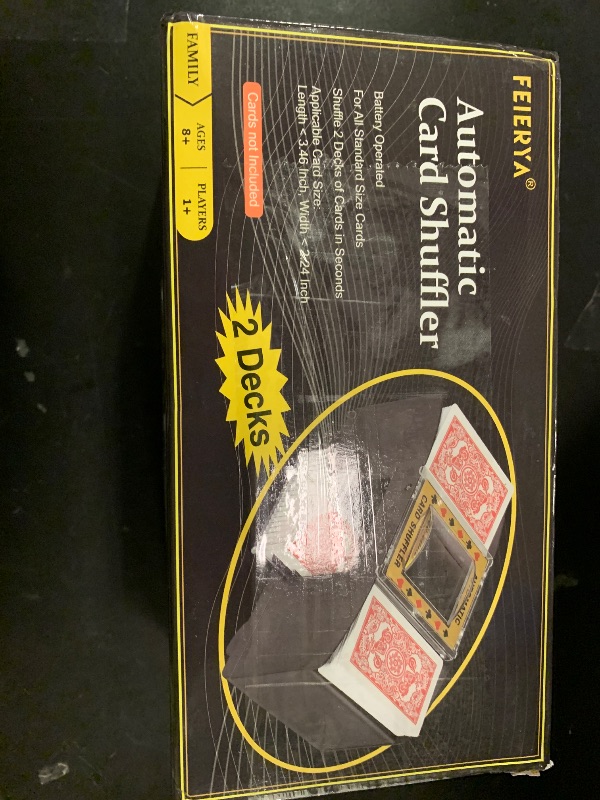 FEIERYA®
Automatic
Card Shuffler
Battery Operated
For All Standard Size Cards
Shuffle 2 Decks of Cards in Seconds
Applicable Card Size:
Length < 3.46 Inch, Width < 2.24 Inch
Cards not Included
2 Decks
AUTOMATIC
CARD SHUFFLER
FAMILY
AGES
8+
PLAYERS
1+